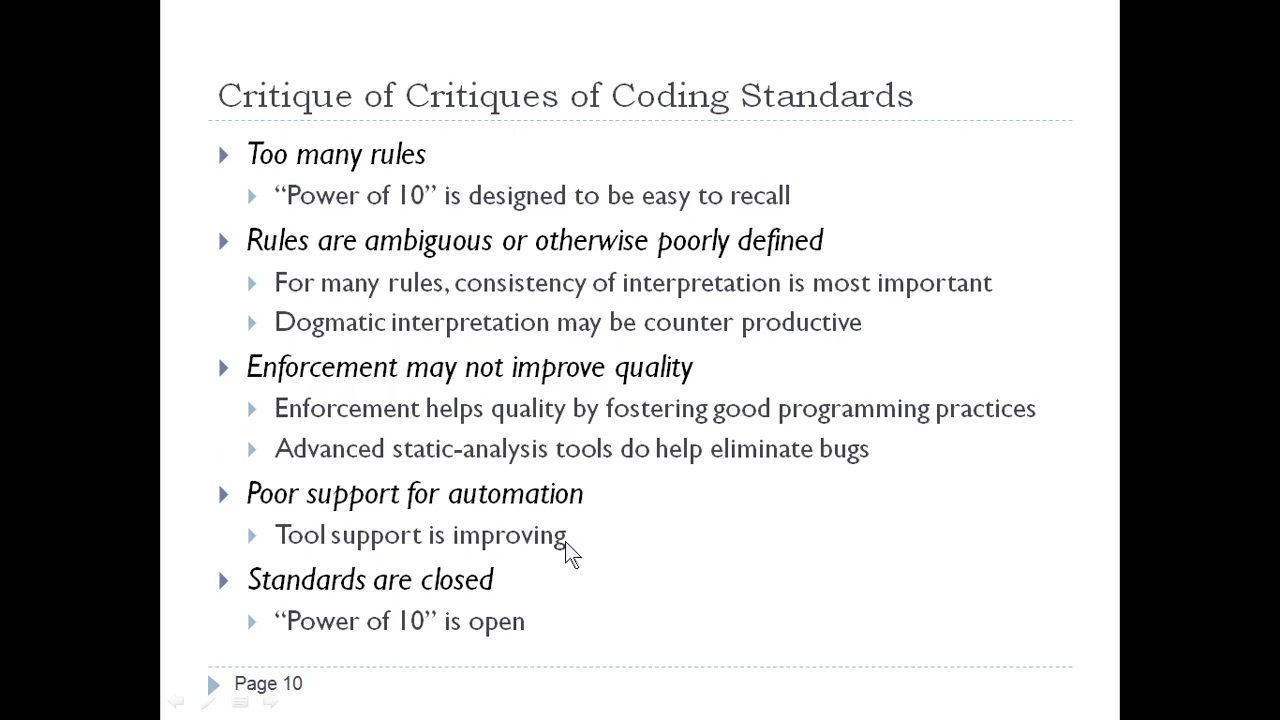 Critique of Critiques of Coding Standards
Too many rules
“Power of 10” is designed to be easy to recall
Rules are ambiguous or otherwise poorly defined
For many rules, consistency of interpretation is most important
Dogmatic interpretation may be counter productive
Enforcement may not improve quality
Enforcement helps quality by fostering good programming practices
Advanced static-analysis tools do help eliminate bugs
Poor support for automation
Tool support is improving
Standards are closed
“Power of 10” is open
Page 10